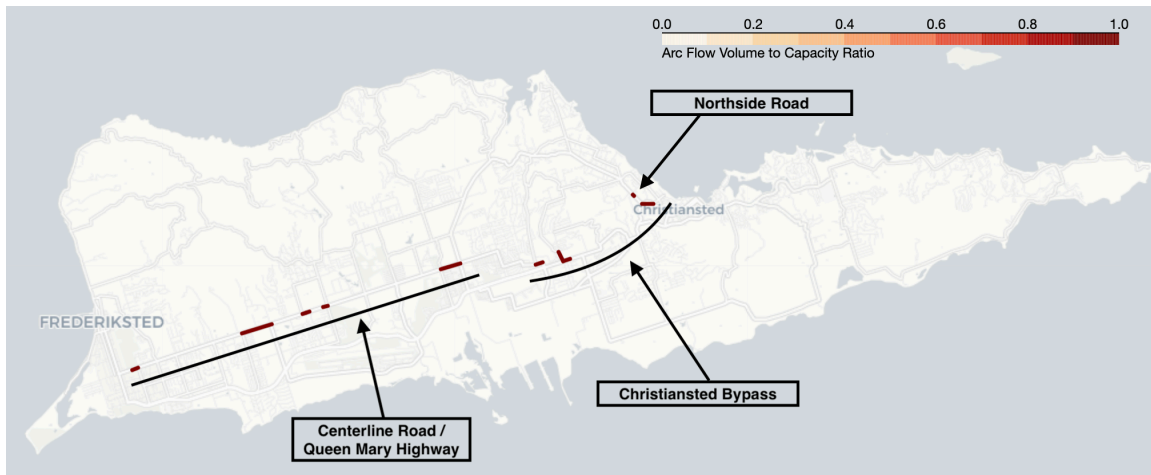 0.0 0.2 0.4 0.6 0.8 1.0
Arc Flow Volume to Capacity Ratio
Northside Road
Christiansted
FREDERIKSTED
Christiansted Bypass
Centerline Road /
Queen Mary Highway